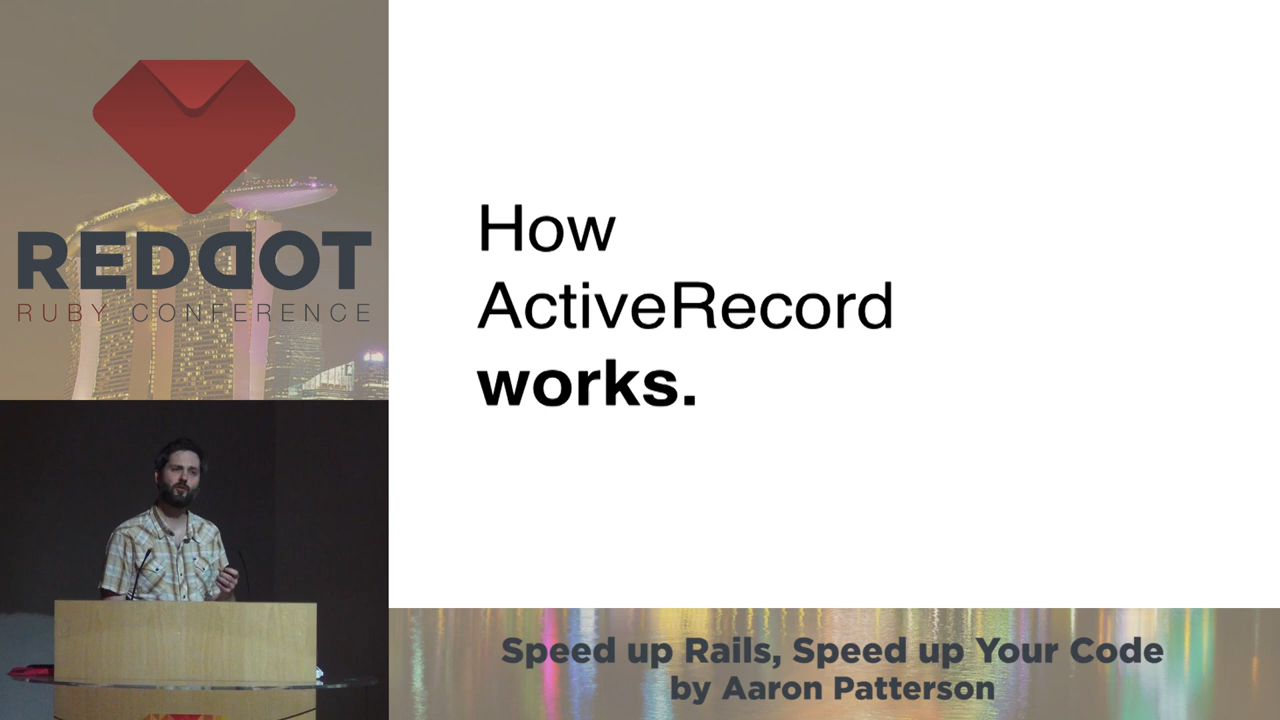 REDDOT
RUBY CONFERENCE
How
ActiveRecord
works.
Speed up Rails, Speed up Your Code
by Aaron Patterson